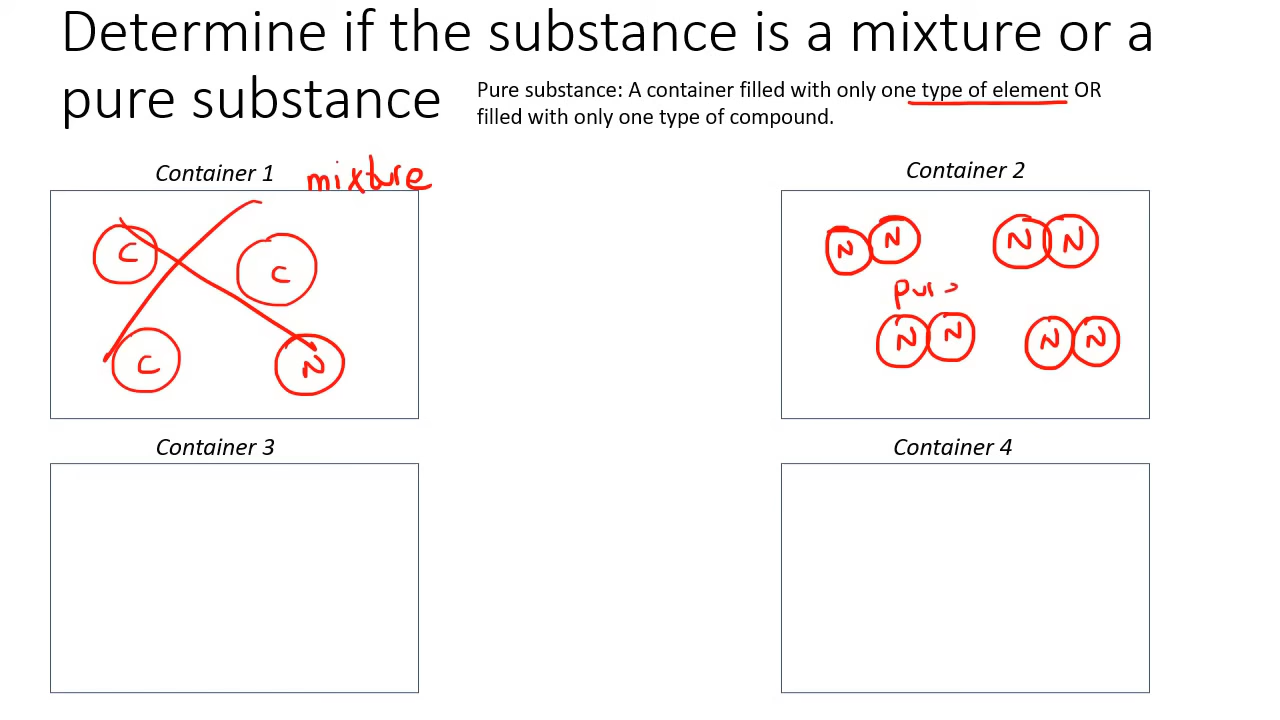 Determine if the substance is a mixture or a
pure substance
Pure substance: A container filled with only one type of element OR
filled with only one type of compound.
Container 1
mixture
C
C
C
N
Container 2
N N
N N
N N
N N
Container 3
Container 4